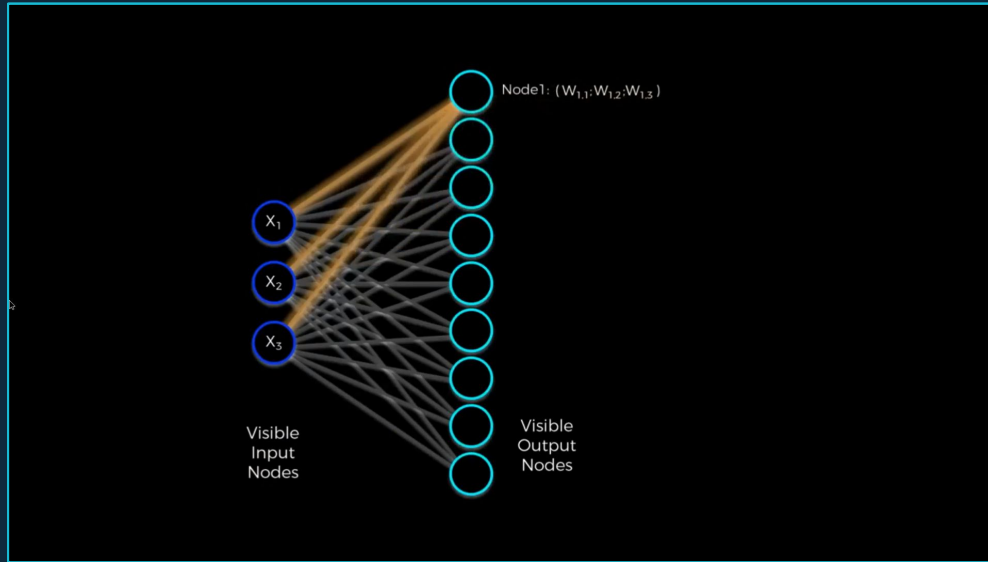 Node1: (W1,1;W1,2;W1,3)
X1
X2
X3
Visible
Input
Nodes
Visible
Output
Nodes